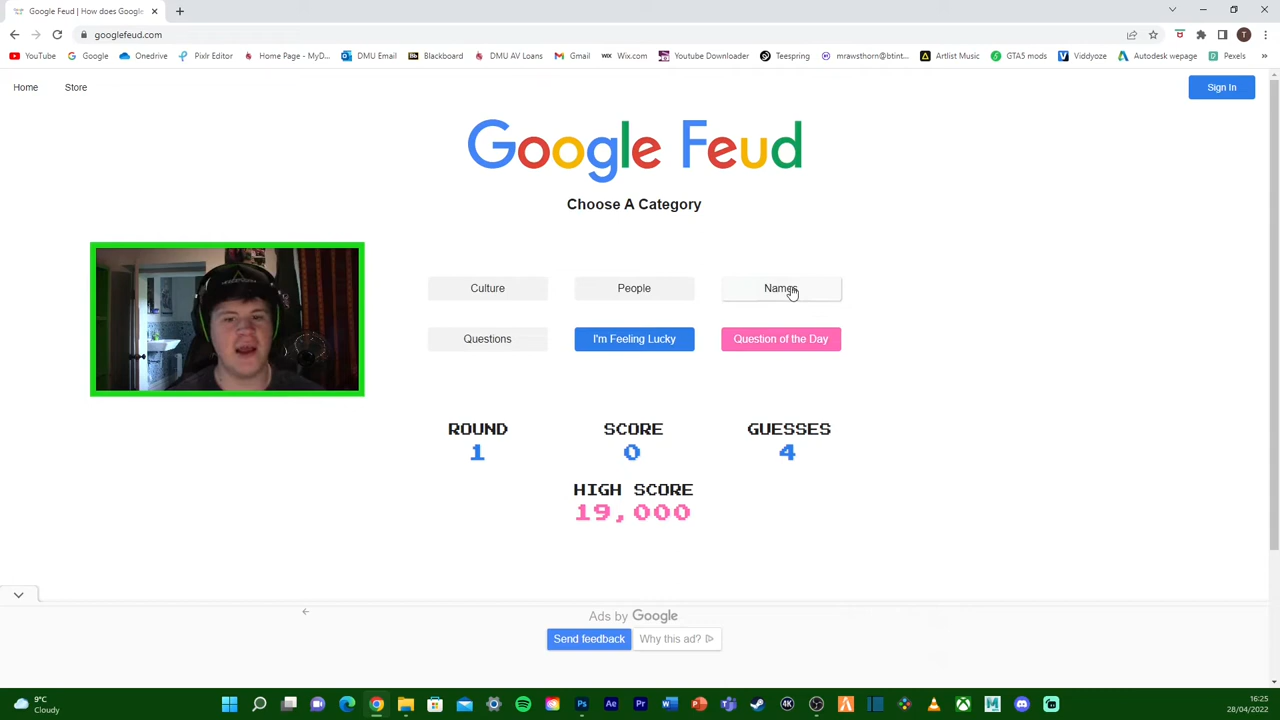 Google Feud | How does Google
googlefeud.com
YouTube Google Onedrive Pixlr Editor Home Page - MyD... DMU Email Blackboard DMU AV Loans Gmail Wix.com Youtube Downloader Teespring mrawsthorn@btint... Artlist Music GTA5 mods Viddyoze Autodesk wepage Pexels »
Home Store Sign In
Google Feud
Choose A Category
Culture People Names
Questions I'm Feeling Lucky Question of the Day
ROUND SCORE GUESSES
1 0 4
HIGH SCORE
19,000
Ads by Google
Send feedback Why this ad?
9°C
Cloudy
16:25
28/04/2022